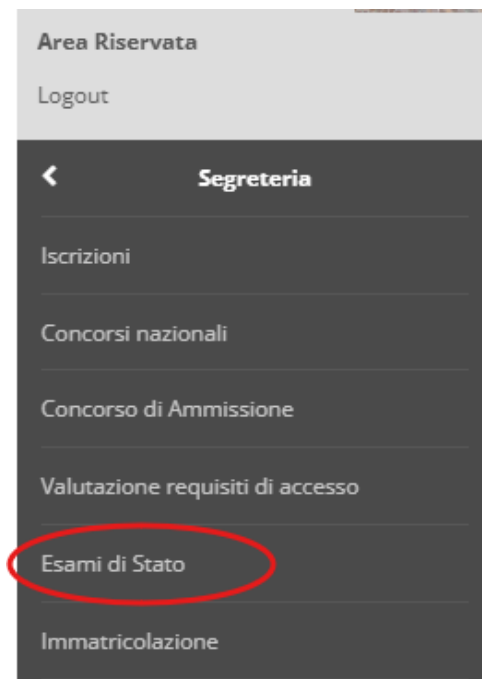 Area Riservata
Logout
Segreteria
Iscrizioni
Concorsi nazionali
Concorso di Ammissione
Valutazione requisiti di accesso
Esami di Stato
Immatricolazione